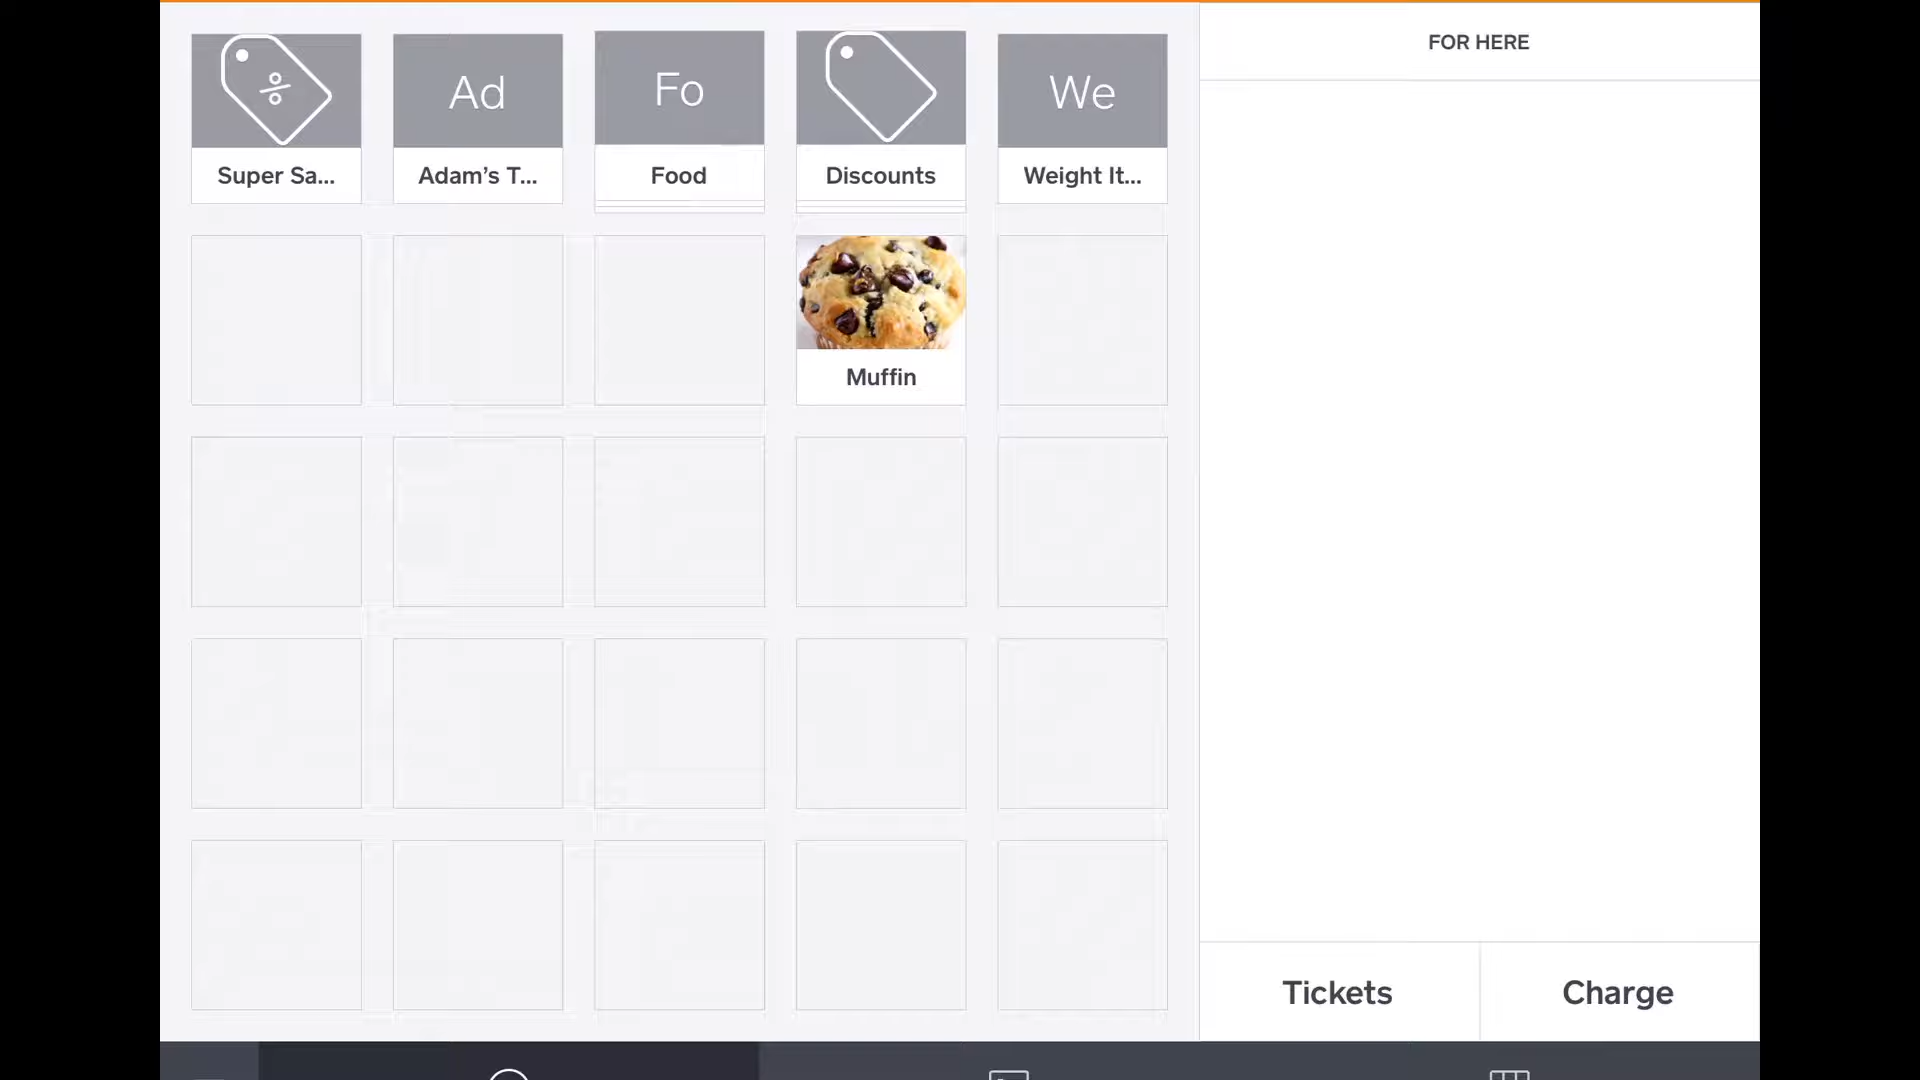 FOR HERE
%
Ad
Fo
We
Super Sa...
Adam’s T...
Food
Discounts
Weight It...
Muffin
Tickets
Charge